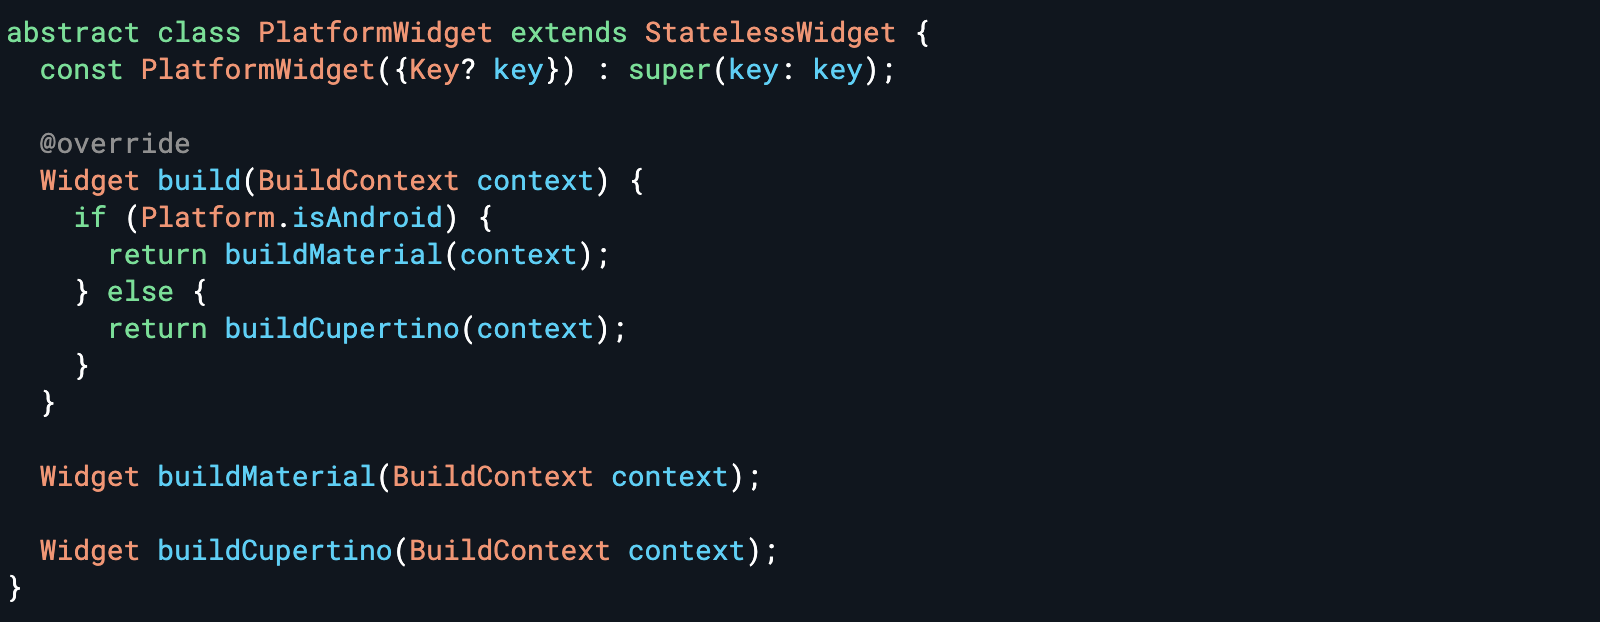 abstract class PlatformWidget extends StatelessWidget {
  const PlatformWidget({Key? key}) : super(key: key);

  @override
  Widget build(BuildContext context) {
    if (Platform.isAndroid) {
      return buildMaterial(context);
    } else {
      return buildCupertino(context);
    }
  }

  Widget buildMaterial(BuildContext context);

  Widget buildCupertino(BuildContext context);
}